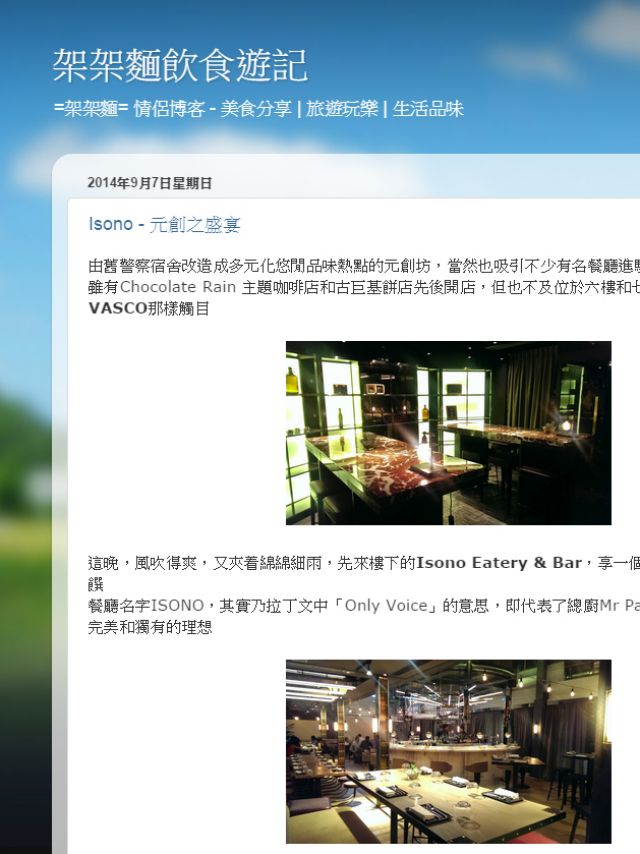 架架麵飲食遊記
=架架麵= 情侶博客 - 美食分享 | 旅遊玩樂 | 生活品味
2014年9月7日星期日
Isono - 元創之盛宴
由舊警察宿舍改造成多元化悠閒品味熱點的元創坊，當然也吸引不少有名餐廳進
雖有Chocolate Rain 主題咖啡店和古巨基餅店先後開店，但也不及位於六樓和
VASCO那樣觸目
這晚，風吹得爽，又夾着綿綿細雨，先來樓下的Isono Eatery & Bar，享一個
饌
餐廳名字ISONO，其實乃拉丁文中「Only Voice」的意思，即代表了總廚Mr Pa
完美和獨有的理想